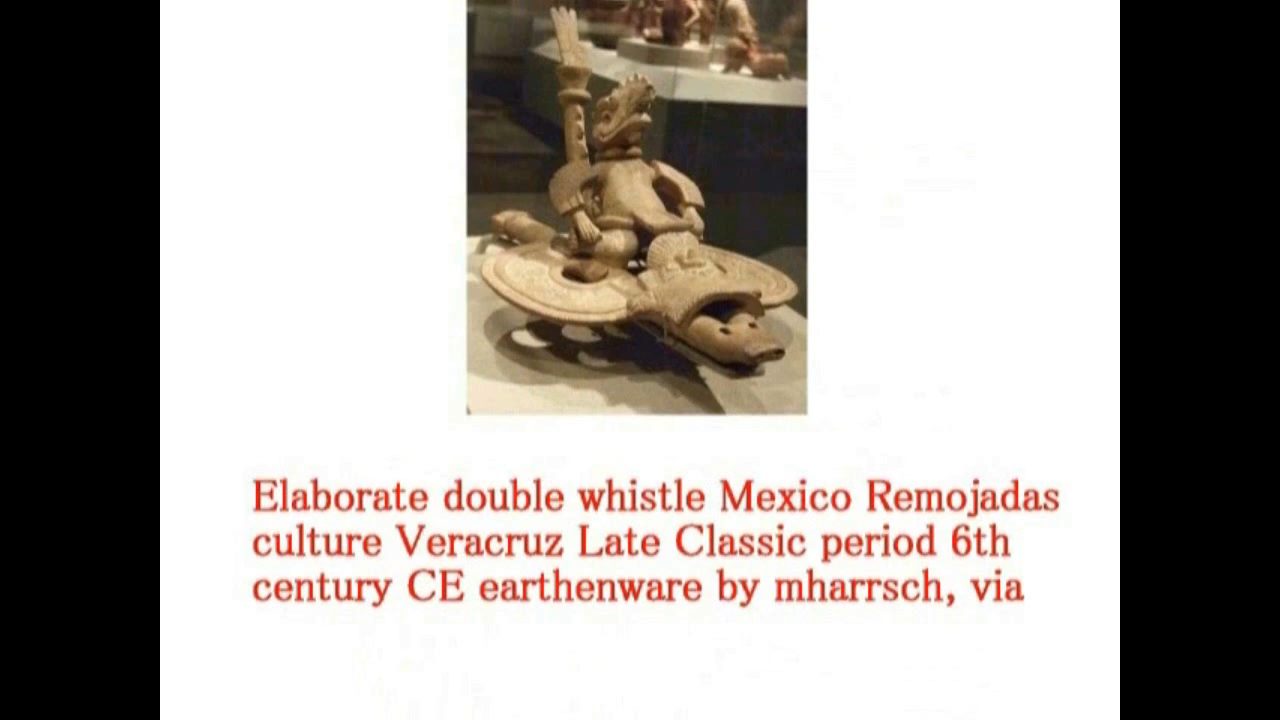 Elaborate double whistle Mexico Remojadas
culture Veracruz Late Classic period 6th
century CE earthenware by mharrsch, via